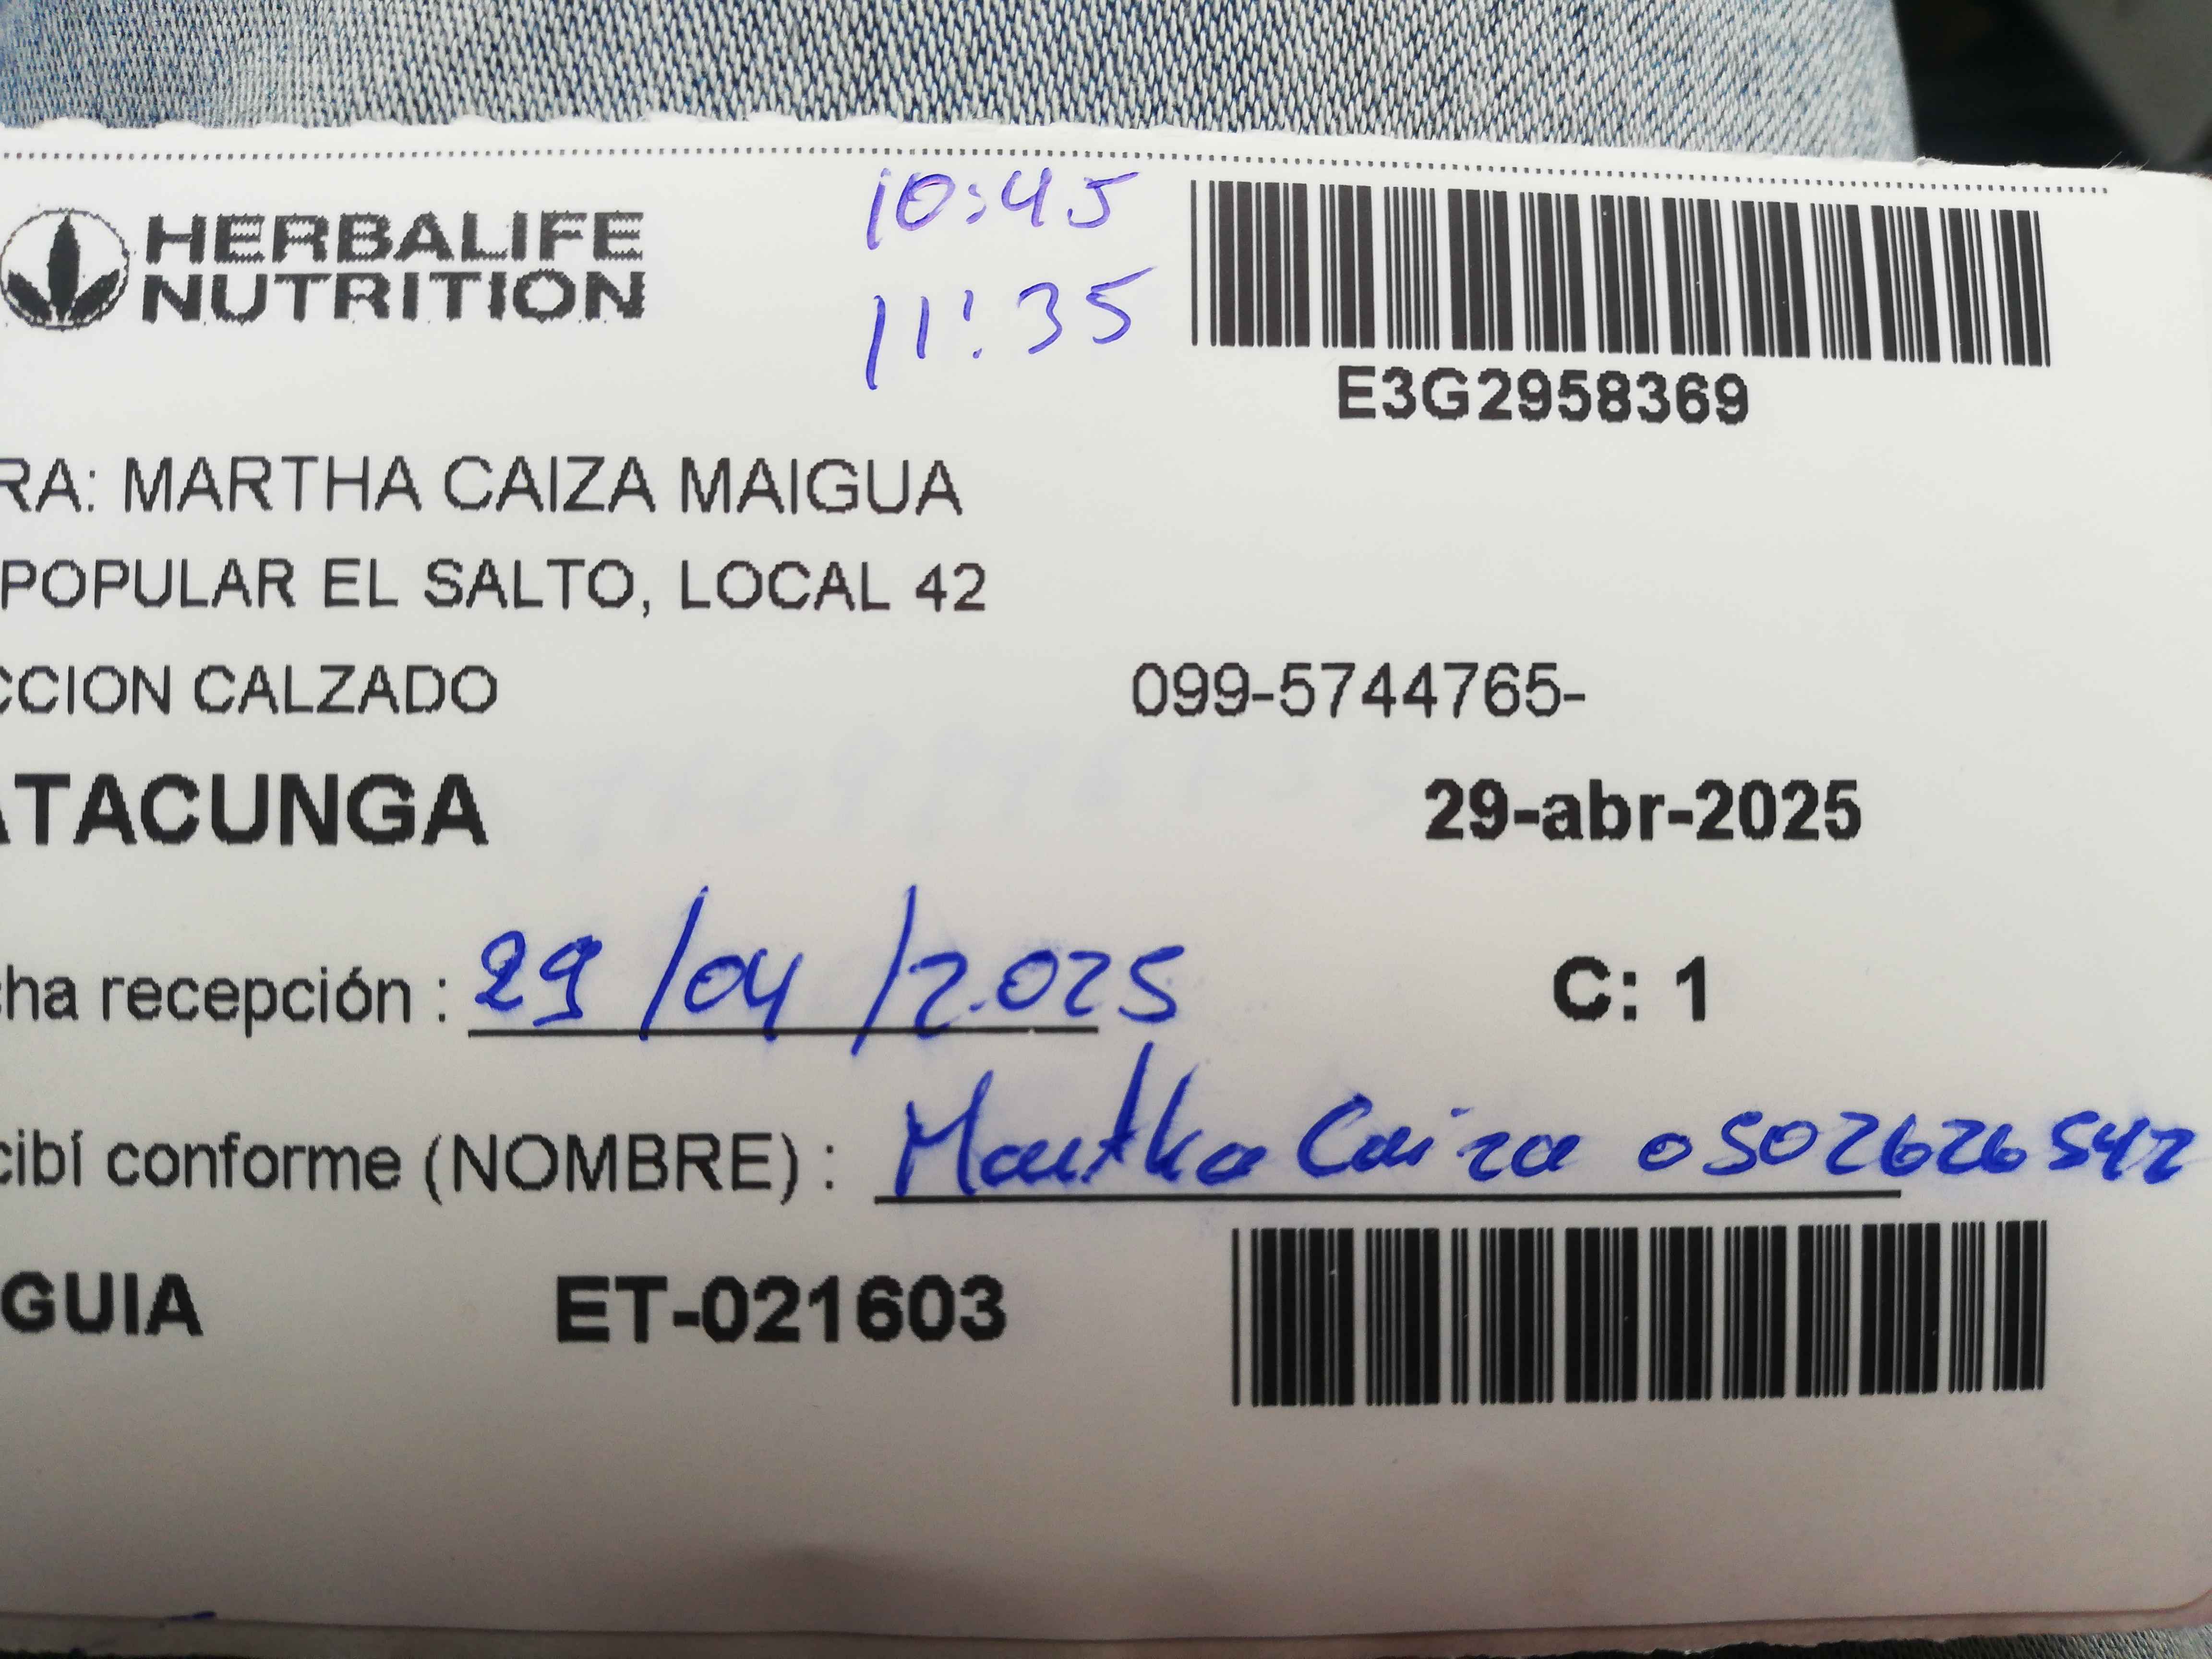 HERBALIFE
NUTRITION
10:45
11:35
E3G2958369
RA: MARTHA CAIZA MAIGUA
POPULAR EL SALTO, LOCAL 42
CCION CALZADO 099-5744765-
ATACUNGA 29-abr-2025
cha recepción : 29/04/2025 C: 1
cibí conforme (NOMBRE) : Martha Caiza 0502626542
GUIA ET-021603